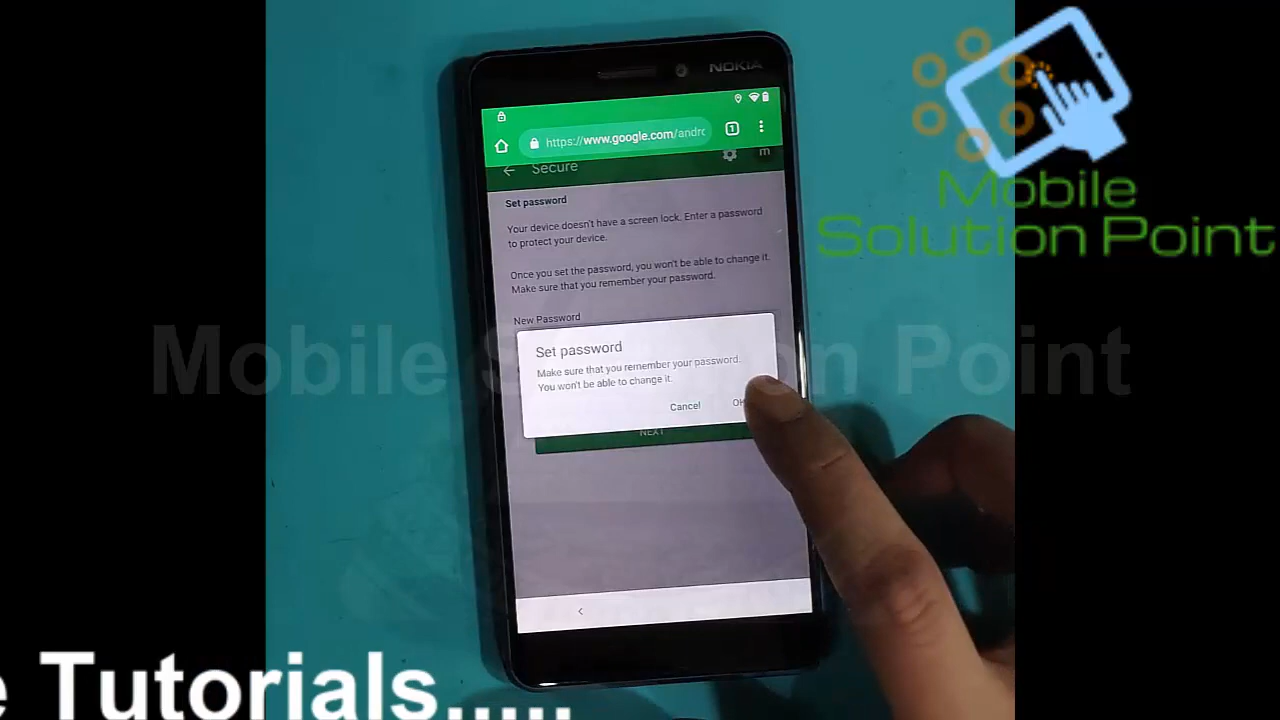 NOKIA
https://www.google.com/andro
1
Secure
m
Set password
Your device doesn't have a screen lock. Enter a password
to protect your device.
Once you set the password, you won't be able to change it.
Make sure that you remember your password.
New Password
Set password
Make sure that you remember your password.
You won't be able to change it.
Cancel
OK
NEXT
Mobile
Solution Point
Mobile S Point
e Tutorials.....